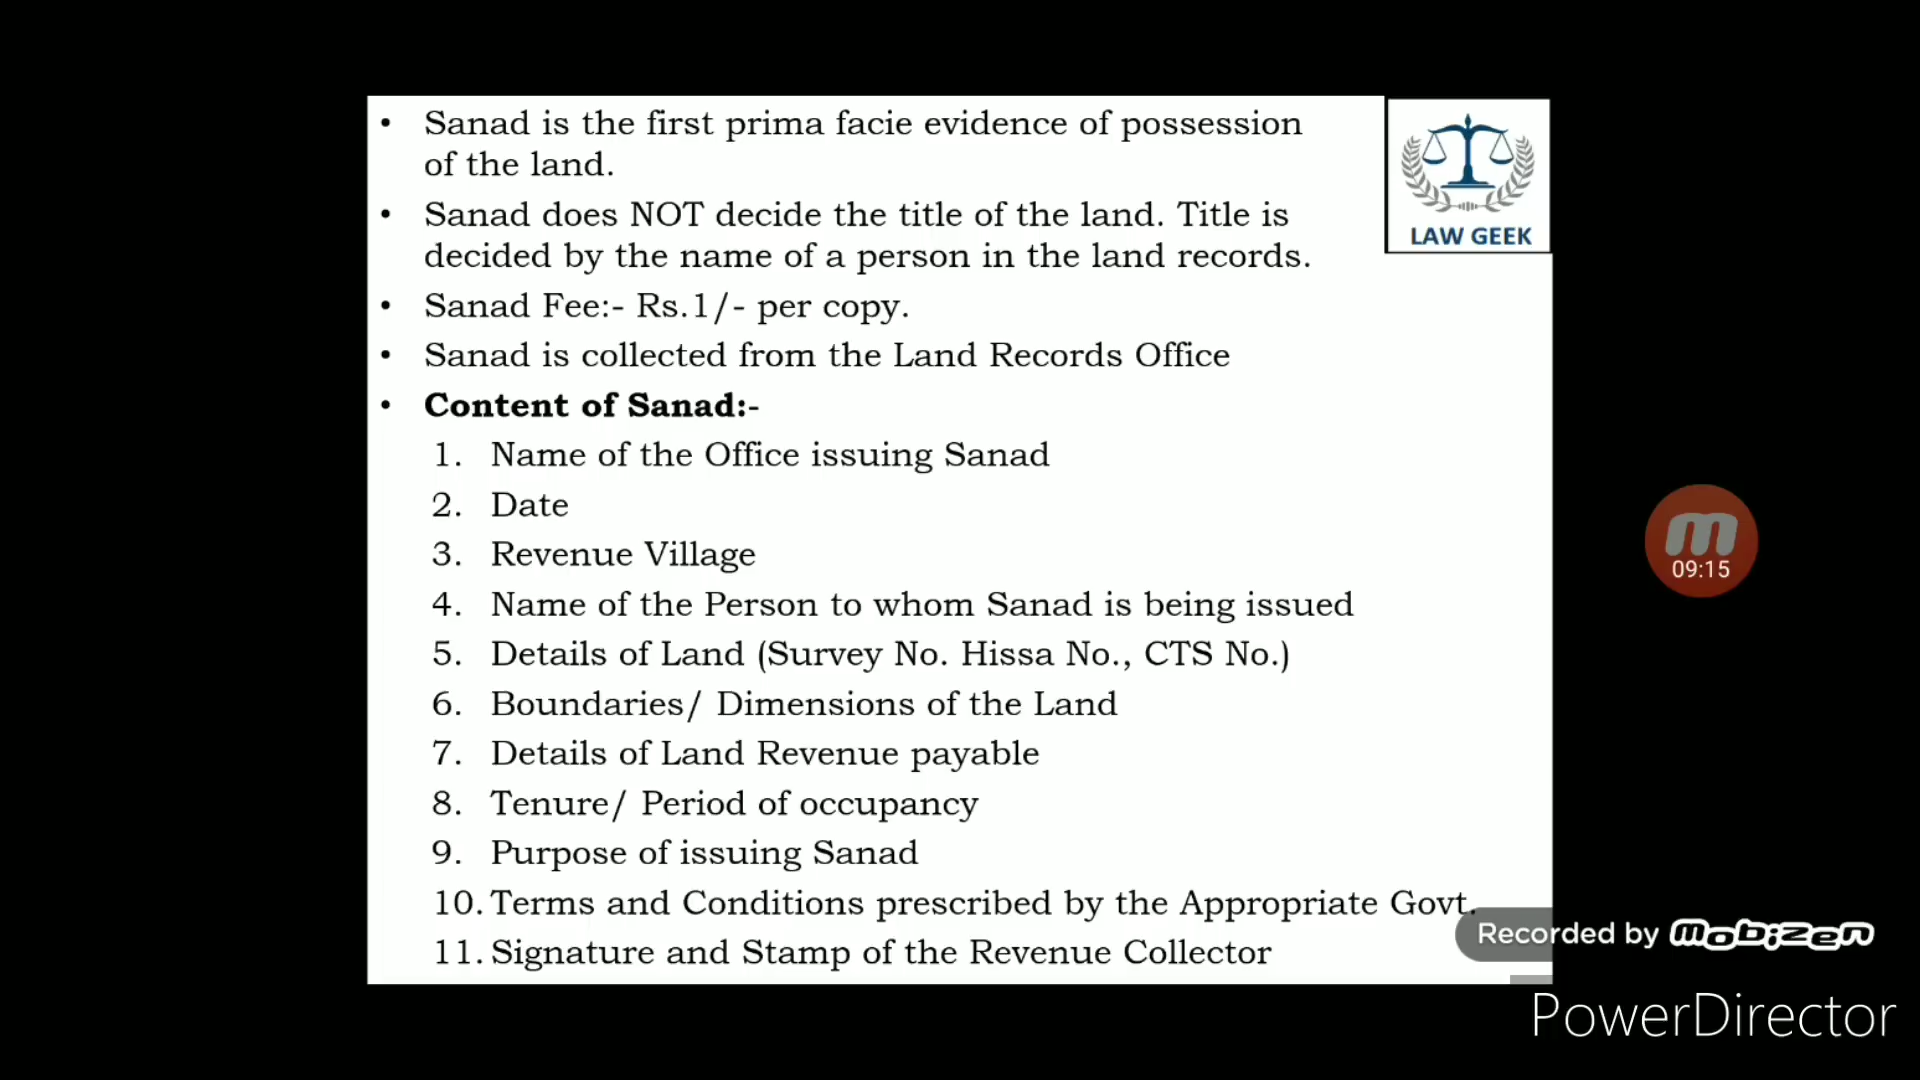 • Sanad is the first prima facie evidence of possession
of the land.
• Sanad does NOT decide the title of the land. Title is
decided by the name of a person in the land records.
• Sanad Fee:- Rs.1/- per copy.
• Sanad is collected from the Land Records Office
• Content of Sanad:-
1. Name of the Office issuing Sanad
2. Date
3. Revenue Village
4. Name of the Person to whom Sanad is being issued
5. Details of Land (Survey No. Hissa No., CTS No.)
6. Boundaries/ Dimensions of the Land
7. Details of Land Revenue payable
8. Tenure/ Period of occupancy
9. Purpose of issuing Sanad
10. Terms and Conditions prescribed by the Appropriate Govt.
11. Signature and Stamp of the Revenue Collector
LAW GEEK
m
09:15
Recorded by mobizen
PowerDirector